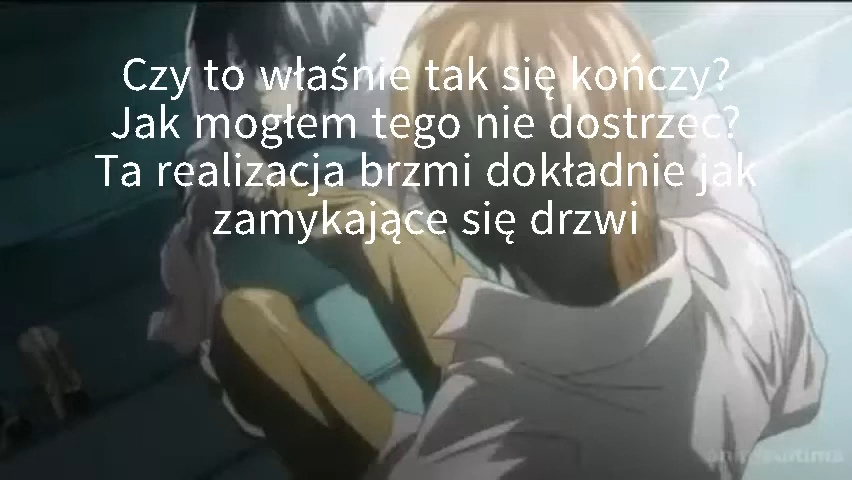 Czy to właśnie tak się kończy?
Jak mogłem tego nie dostrzec?
Ta realizacja brzmi dokładnie jak
zamykające się drzwi